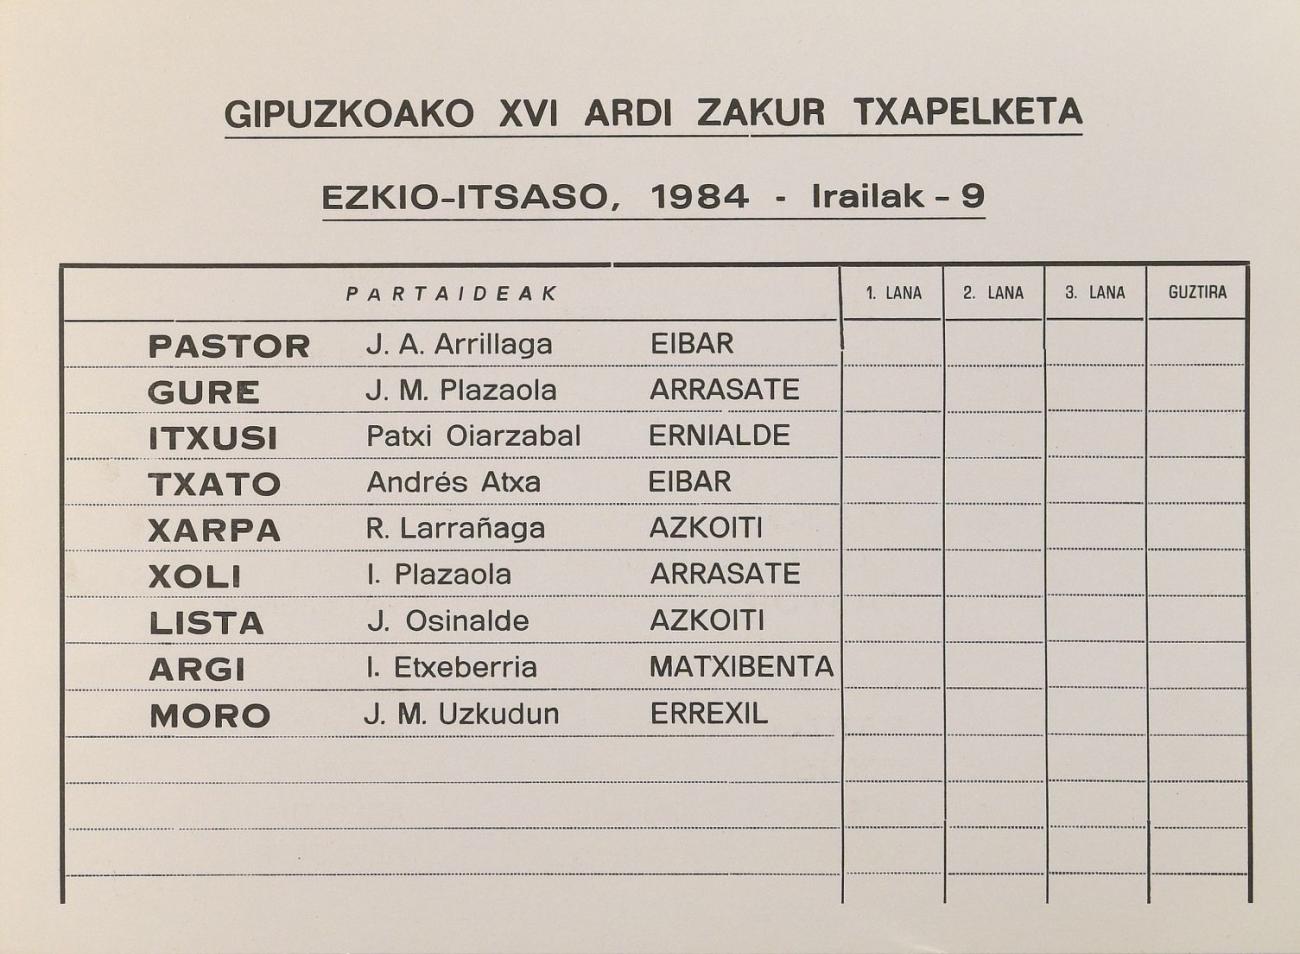 GIPUZKOAKO XVI ARDI ZAKUR TXAPELKETA
EZKIO-ITSASO, 1984 - Irailak - 9
PARTAIDEAK 1. LANA 2. LANA 3. LANA GUZTIRA
PASTOR J. A. Arrillaga EIBAR
GURE J. M. Plazaola ARRASATE
ITXUSI Patxi Oiarzabal ERNIALDE
TXATO Andrés Atxa EIBAR
XARPA R. Larrañaga AZKOITI
XOLI I. Plazaola ARRASATE
LISTA J. Osinalde AZKOITI
ARGI I. Etxeberria MATXIBENTA
MORO J. M. Uzkudun ERREXIL